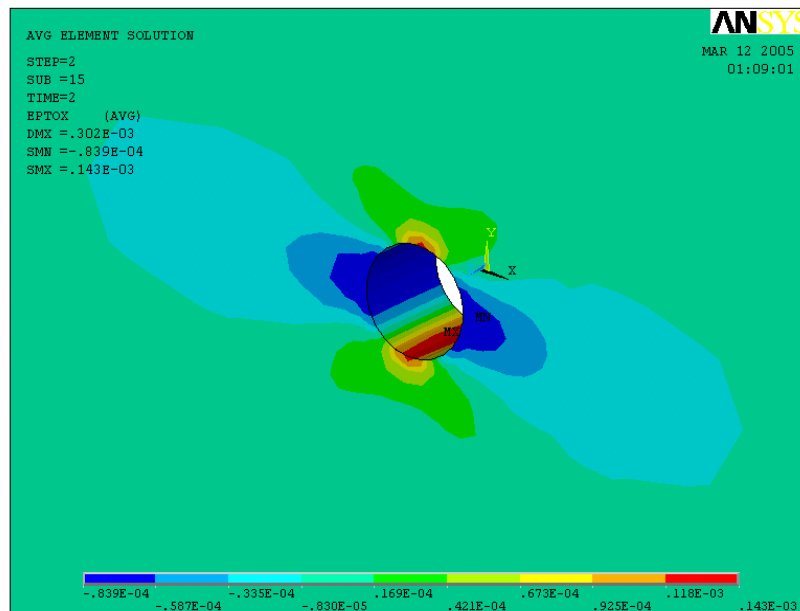 ANSYS
AVG ELEMENT SOLUTION
MAR 12 2005
01:09:01
STEP=2
SUB =15
TIME=2
EPTOX (AVG)
DMX =.302E-03
SMN =-.839E-04
SMX =.143E-03
Y
X
MN
MX
-.839E-04 -.335E-04 .169E-04 .673E-04 .118E-03
-.587E-04 -.830E-05 .421E-04 .925E-04 .143E-03